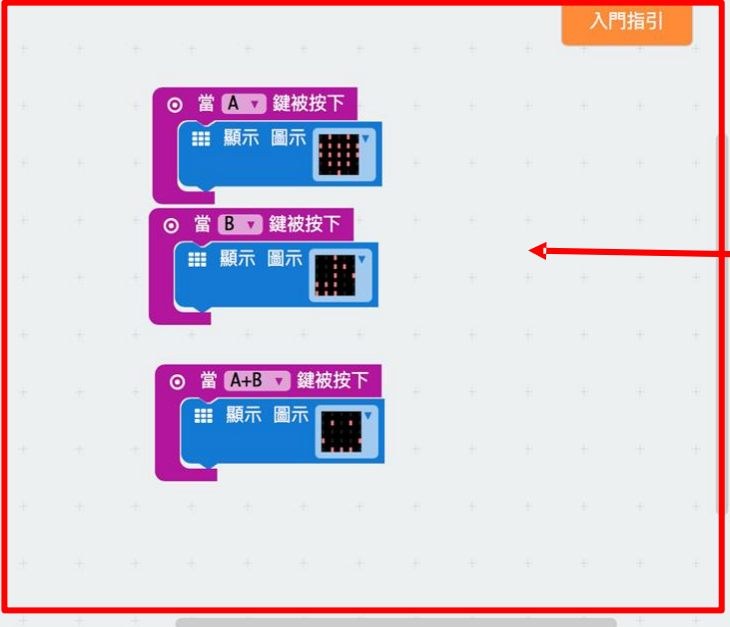 入門指引
當 A 鍵被按下
顯示 圖示
當 B 鍵被按下
顯示 圖示
當 A+B 鍵被按下
顯示 圖示